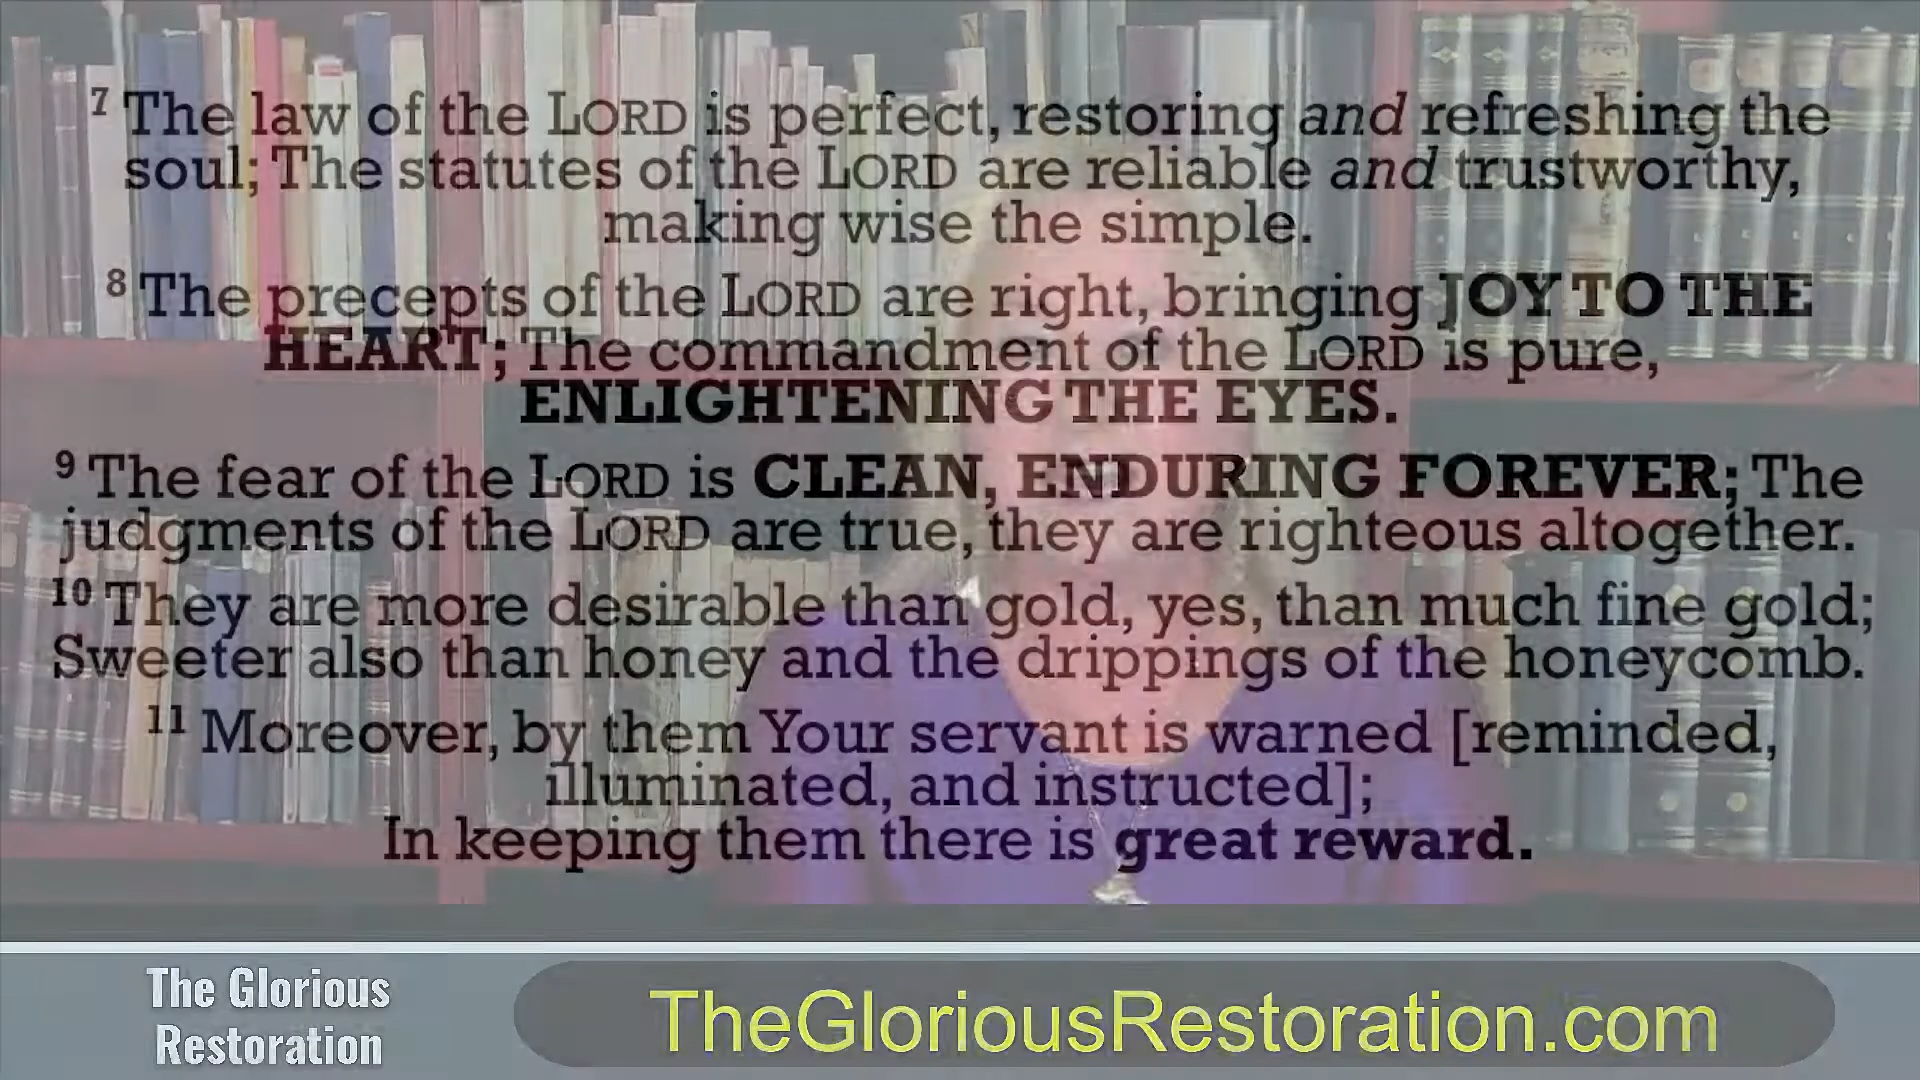 7 The law of the LORD is perfect, restoring and refreshing the
soul; The statutes of the LORD are reliable and trustworthy,
making wise the simple.
8 The precepts of the LORD are right, bringing JOY TO THE
HEART; The commandment of the LORD is pure,
ENLIGHTENING THE EYES.
9 The fear of the LORD is CLEAN, ENDURING FOREVER; The
judgments of the LORD are true, they are righteous altogether.
10 They are more desirable than gold, yes, than much fine gold;
Sweeter also than honey and the drippings of the honeycomb.
11 Moreover, by them Your servant is warned [reminded,
illuminated, and instructed];
In keeping them there is great reward.
The Glorious
Restoration
TheGloriousRestoration.com